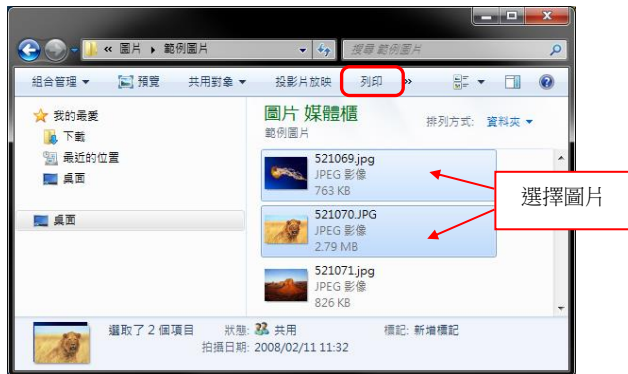 « 圖片 ▸ 範例圖片
搜尋 範例圖片
組合管理 ▼ 預覽 共用對象 ▼ 投影片放映 列印 »
我的最愛
下載
最近的位置
桌面
桌面
圖片 媒體櫃
範例圖片
排列方式: 資料夾 ▼
521069.jpg
JPEG 影像
763 KB
521070.JPG
JPEG 影像
2.79 MB
521071.jpg
JPEG 影像
826 KB
選擇圖片
選取了 2 個項目 狀態: 共用 標記: 新增標記
拍攝日期: 2008/02/11 11:32